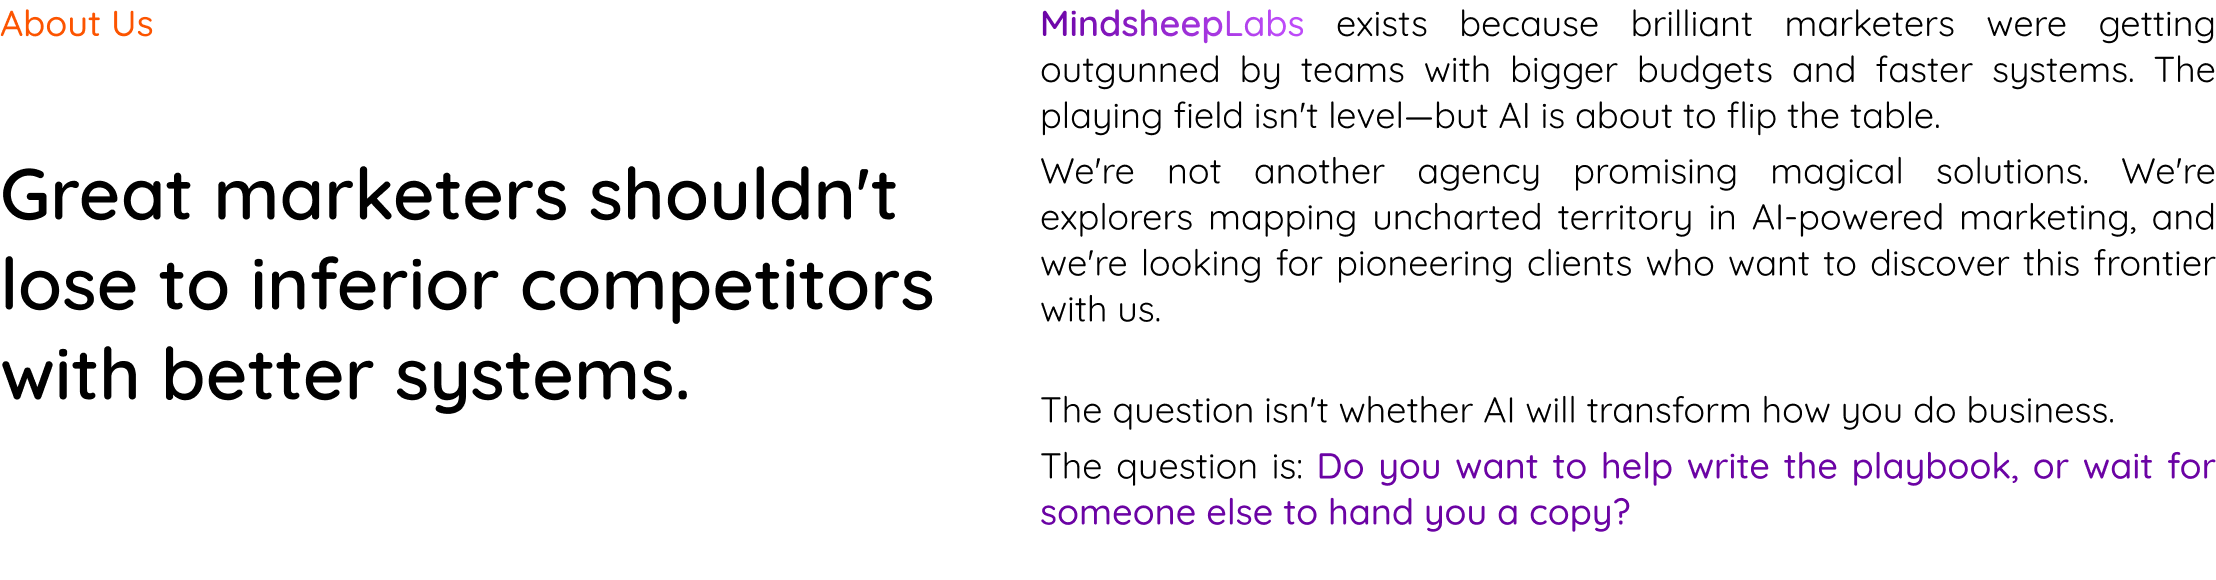 About Us
Great marketers shouldn't
lose to inferior competitors
with better systems.
MindsheepLabs exists because brilliant marketers were getting
outgunned by teams with bigger budgets and faster systems. The
playing field isn't level—but AI is about to flip the table.
We're not another agency promising magical solutions. We're
explorers mapping uncharted territory in AI-powered marketing, and
we're looking for pioneering clients who want to discover this frontier
with us.
The question isn't whether AI will transform how you do business.
The question is: Do you want to help write the playbook, or wait for
someone else to hand you a copy?